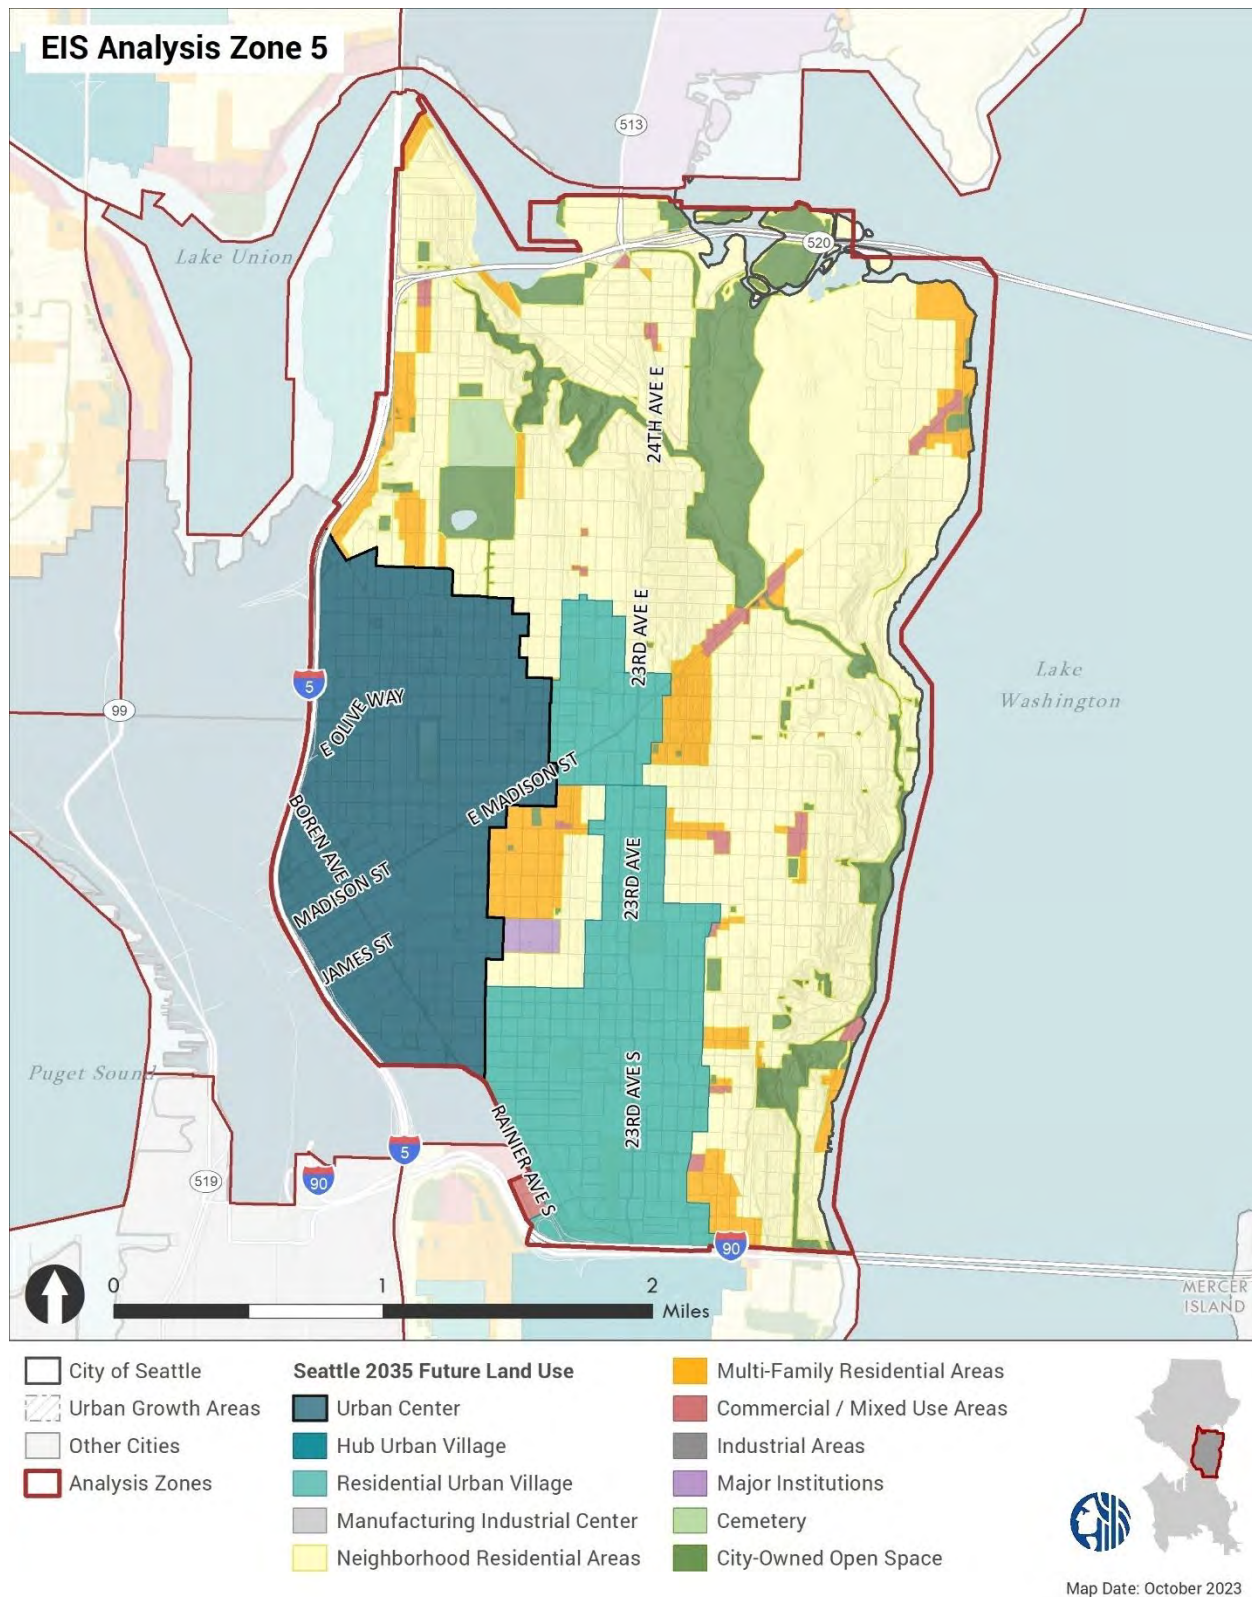 EIS Analysis Zone 5
513
520
Lake Union
24TH AVE E
23RD AVE E
5
99
E OLIVE WAY
Lake
Washington
E MADISON ST
BOREN AVE
MADISON ST
23RD AVE
JAMES ST
Puget Sound
23RD AVE S
RAINIER AVE S
5
519
90
90
MERCER
ISLAND
0 1 2
Miles
City of Seattle
Urban Growth Areas
Other Cities
Analysis Zones
Seattle 2035 Future Land Use
Urban Center
Hub Urban Village
Residential Urban Village
Manufacturing Industrial Center
Neighborhood Residential Areas
Multi-Family Residential Areas
Commercial / Mixed Use Areas
Industrial Areas
Major Institutions
Cemetery
City-Owned Open Space
Map Date: October 2023